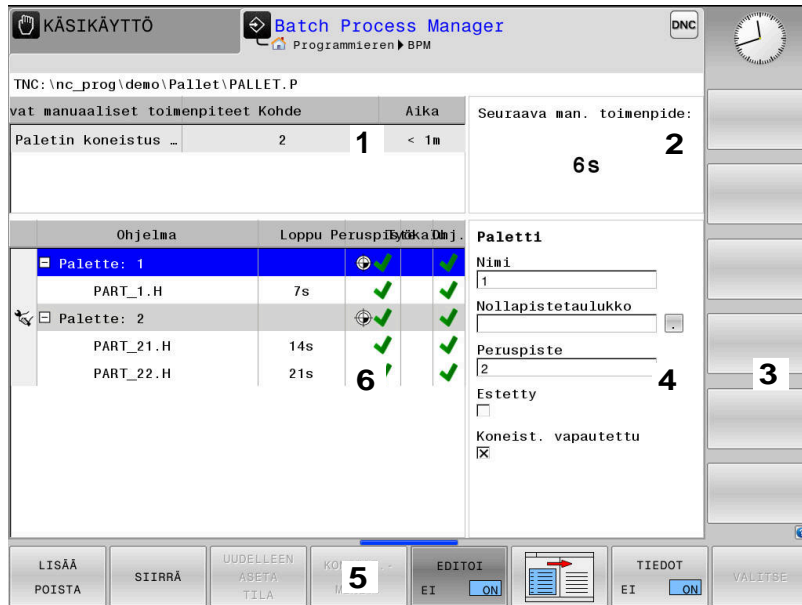 KÄSIKÄYTTÖ
Batch Process Manager
DNC
Programmieren BPM
TNC:\nc_prog\demo\Pallet\PALLET.P
vat manuaaliset toimenpiteet Kohde Aika
Paletin koneistus … 2 < 1m
1
Seuraava man. toimenpide:
2
6s
Ohjelma Loppu
Palette: 1
PART_1.H 7s
Palette: 2
PART_21.H 14s
PART_22.H 21s
6
Paletti
Nimi
1
Nollapistetaulukko
.
Peruspiste
2
4
Estetty
Koneist. vapautettu
3
LISÄÄ
POISTA
SIIRRÄ
UUDELLEEN
ASETA
TILA
5
EDITOI
EI ON
TIEDOT
EI ON
VALITSE